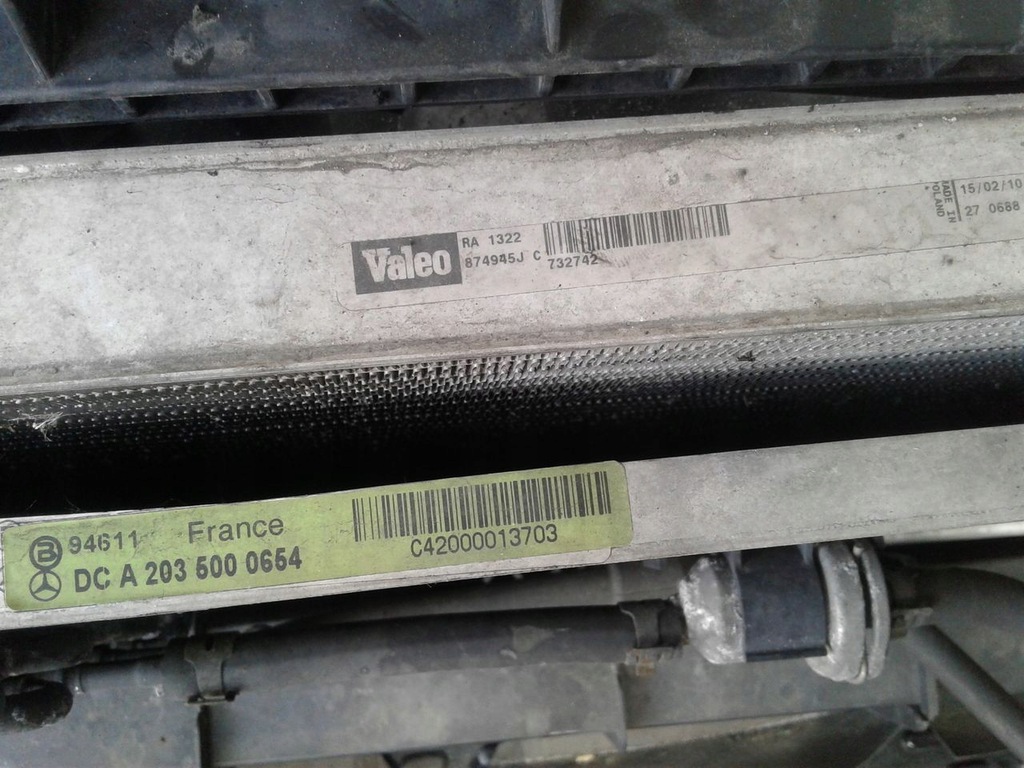 Valeo
RA 1322
874945J C
732742
MADE IN
POLAND
15/02/10
27 0688
B 94611 France
DC A 203 500 0654
C42000013703